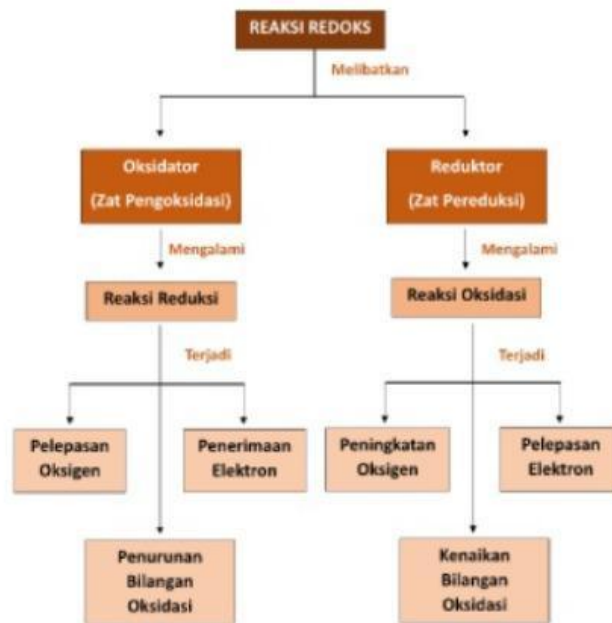 REAKSI REDOKS
Melibatkan
Oksidator
(Zat Pengoksidasi)
Reduktor
(Zat Pereduksi)
Mengalami
Mengalami
Reaksi Reduksi
Reaksi Oksidasi
Terjadi
Terjadi
Pelepasan
Oksigen
Penerimaan
Elektron
Peningkatan
Oksigen
Pelepasan
Elektron
Penurunan
Bilangan
Oksidasi
Kenaikan
Bilangan
Oksidasi